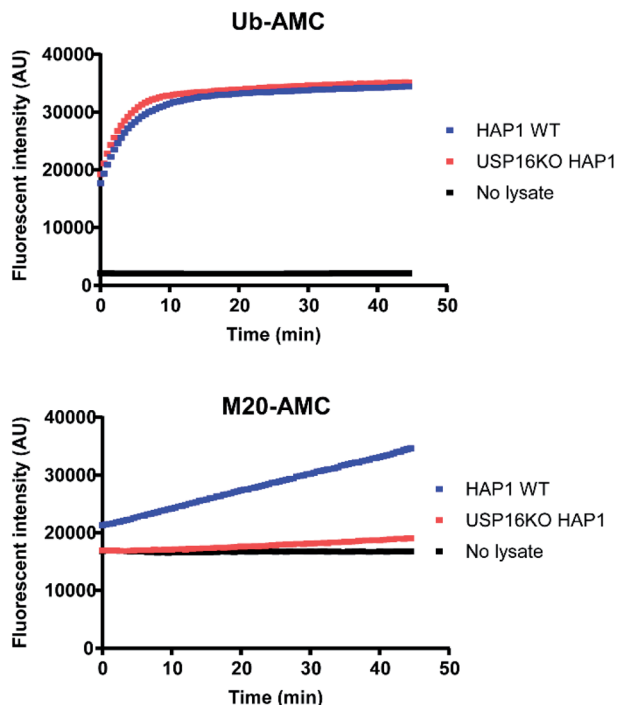 Ub-AMC
Fluorescent intensity (AU)
40000
30000
20000
10000
0
0 10 20 30 40 50
Time (min)
HAP1 WT
USP16KO HAP1
No lysate
M20-AMC
Fluorescent intensity (AU)
40000
30000
20000
10000
0
0 10 20 30 40 50
Time (min)
HAP1 WT
USP16KO HAP1
No lysate